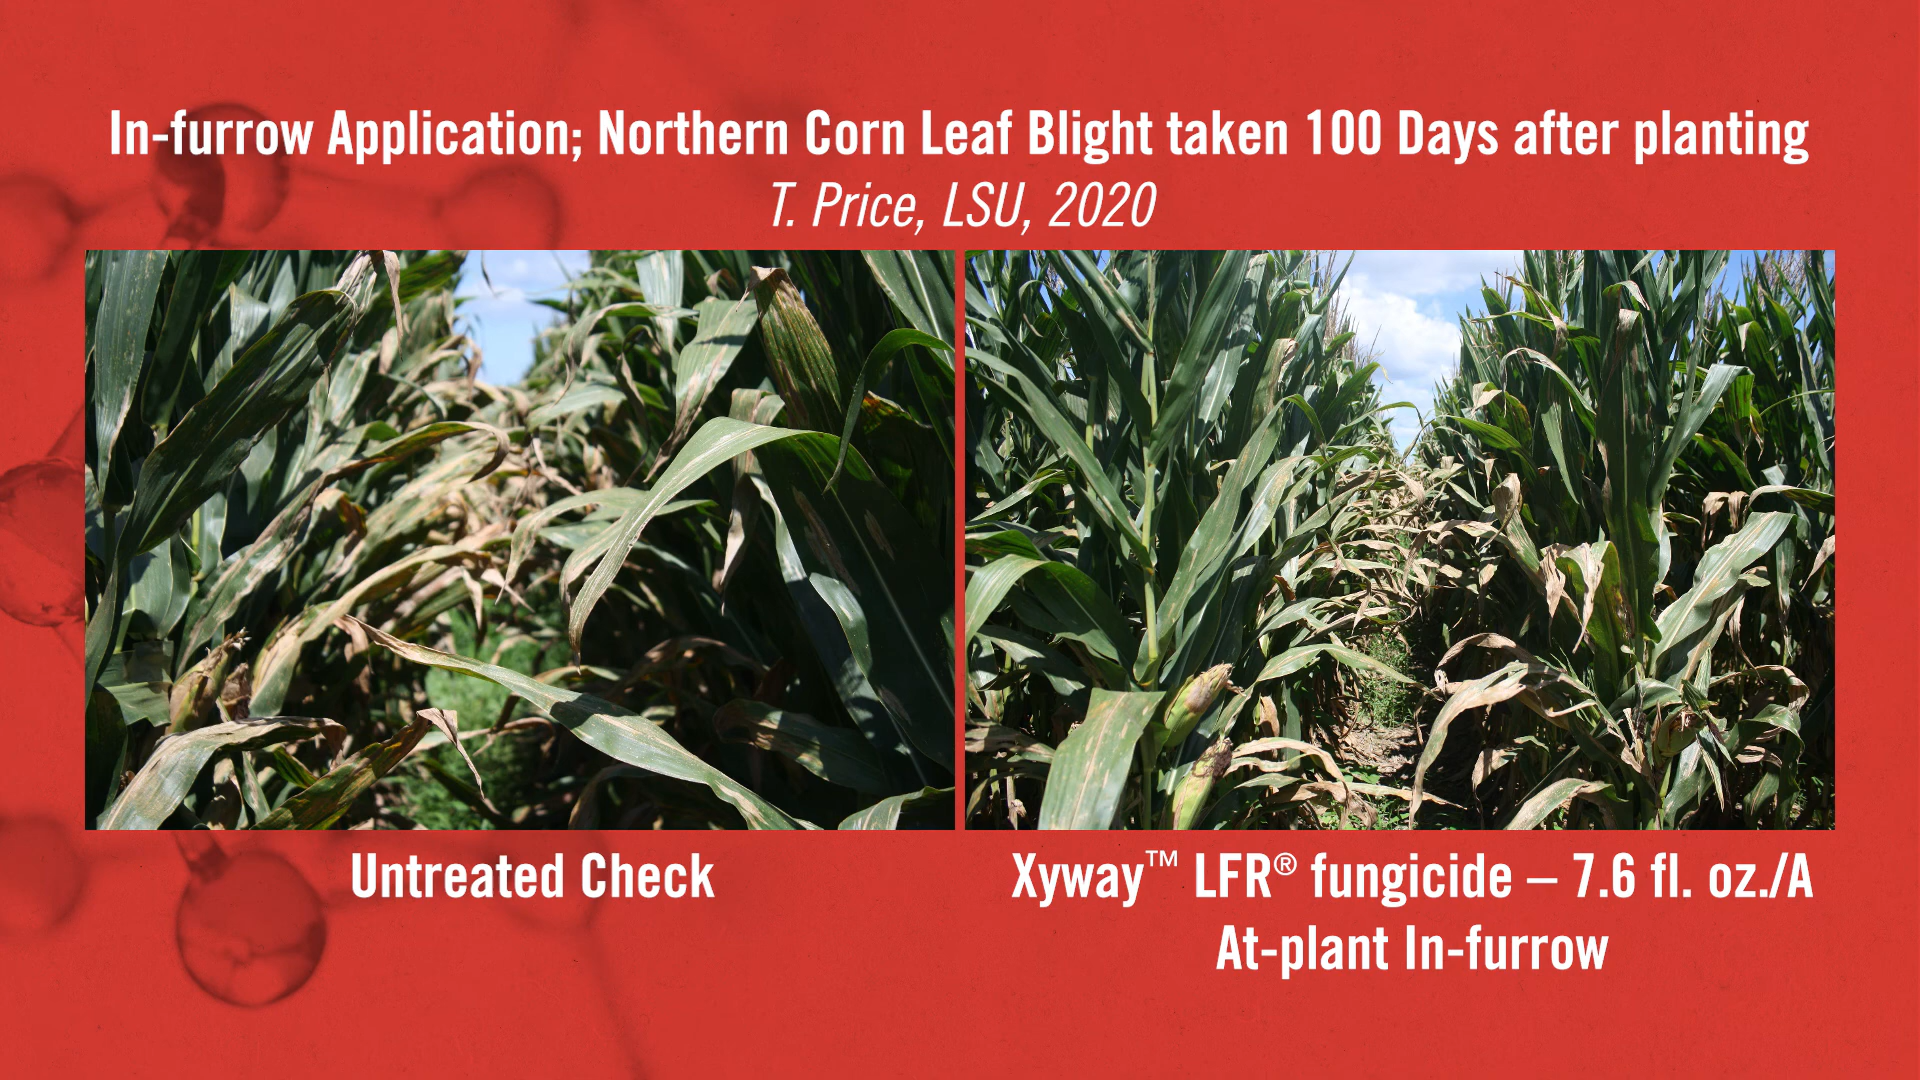 In-furrow Application; Northern Corn Leaf Blight taken 100 Days after planting
T. Price, LSU, 2020
Untreated Check
Xyway™ LFR® fungicide – 7.6 fl. oz./A
At-plant In-furrow